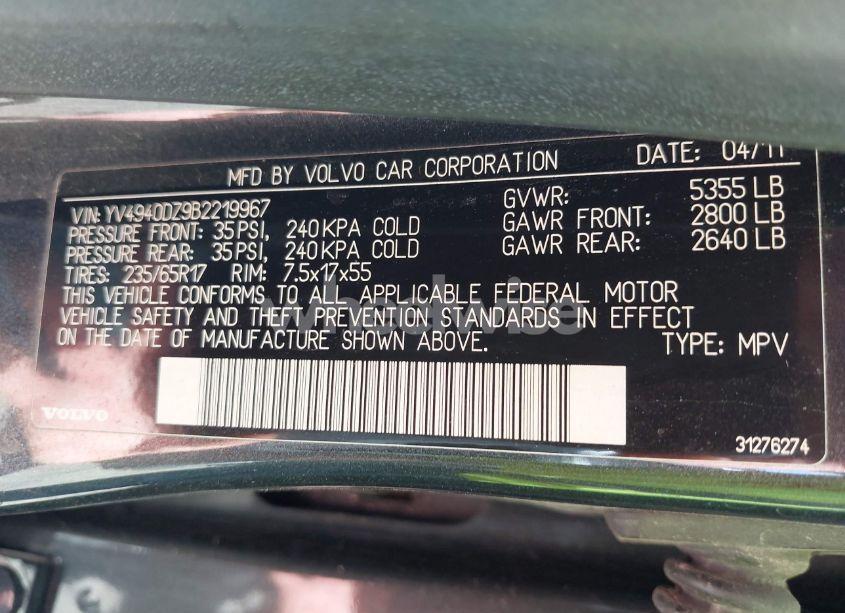 MFD BY VOLVO CAR CORPORATION DATE: 04/11
VIN: YV4940DZ9B2219967 GVWR: 5355 LB
PRESSURE FRONT: 35 PSI, 240 KPA COLD GAWR FRONT: 2800 LB
PRESSURE REAR: 35 PSI, 240 KPA COLD GAWR REAR: 2640 LB
TIRES: 235/65R17 RIM: 7.5x17x55
THIS VEHICLE CONFORMS TO ALL APPLICABLE FEDERAL MOTOR
VEHICLE SAFETY AND THEFT PREVENTION STANDARDS IN EFFECT
ON THE DATE OF MANUFACTURE SHOWN ABOVE. TYPE: MPV
wheelwise
VOLVO
31276274